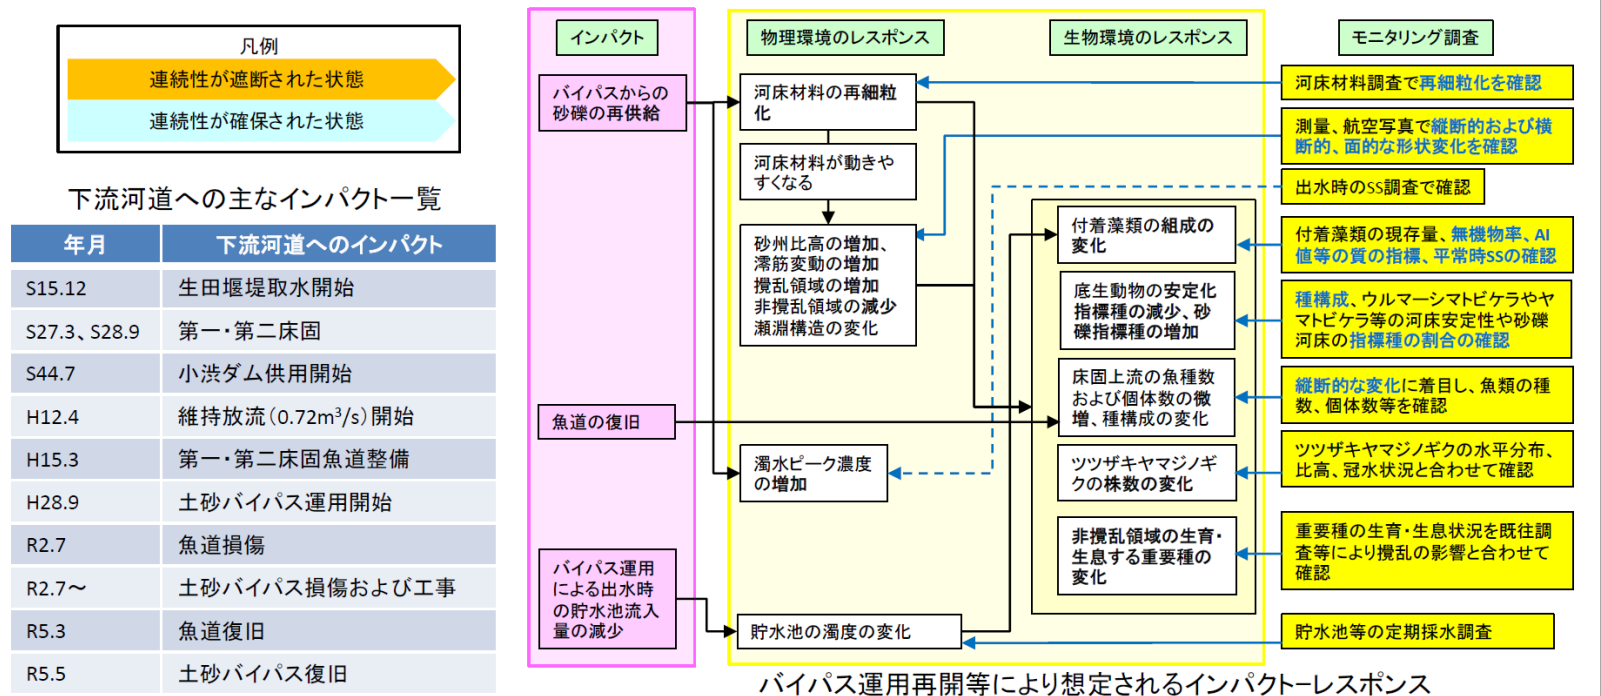 凡例
連続性が遮断された状態
連続性が確保された状態
下流河道への主なインパクト一覧
年月 下流河道へのインパクト
S15.12 生田堰堤取水開始
S27.3、S28.9 第一・第二床固
S44.7 小渋ダム供用開始
H12.4 維持放流(0.72m³/s)開始
H15.3 第一・第二床固魚道整備
H28.9 土砂バイパス運用開始
R2.7 魚道損傷
R2.7～ 土砂バイパス損傷および工事
R5.3 魚道復旧
R5.5 土砂バイパス復旧
インパクト
バイパスからの
砂礫の再供給
魚道の復旧
バイパス運用
による出水時
の貯水池流入
量の減少
物理環境のレスポンス
河床材料の再細粒
化
河床材料が動きや
すくなる
砂州比高の増加、
澪筋変動の増加
攪乱領域の増加
非攪乱領域の減少
瀬淵構造の変化
濁水ピーク濃度
の増加
貯水池の濁度の変化
生物環境のレスポンス
付着藻類の組成の
変化
底生動物の安定化
指標種の減少、砂
礫指標種の増加
床固上流の魚種数
および個体数の微
増、種構成の変化
ツツザキヤマジノギ
クの株数の変化
非攪乱領域の生育・
生息する重要種の
変化
モニタリング調査
河床材料調査で再細粒化を確認
測量、航空写真で縦断的および横
断的、面的な形状変化を確認
出水時のSS調査で確認
付着藻類の現存量、無機物率、AI
値等の質の指標、平常時SSの確認
種構成、ウルマーシマトビケラやヤ
マトビケラ等の河床安定性や砂礫
河床の指標種の割合の確認
縦断的な変化に着目し、魚類の種
数、個体数等を確認
ツツザキヤマジノギクの水平分布、
比高、冠水状況と合わせて確認
重要種の生育・生息状況を既往調
査等により攪乱の影響と合わせて
確認
貯水池等の定期採水調査
バイパス運用再開等により想定されるインパクトーレスポンス